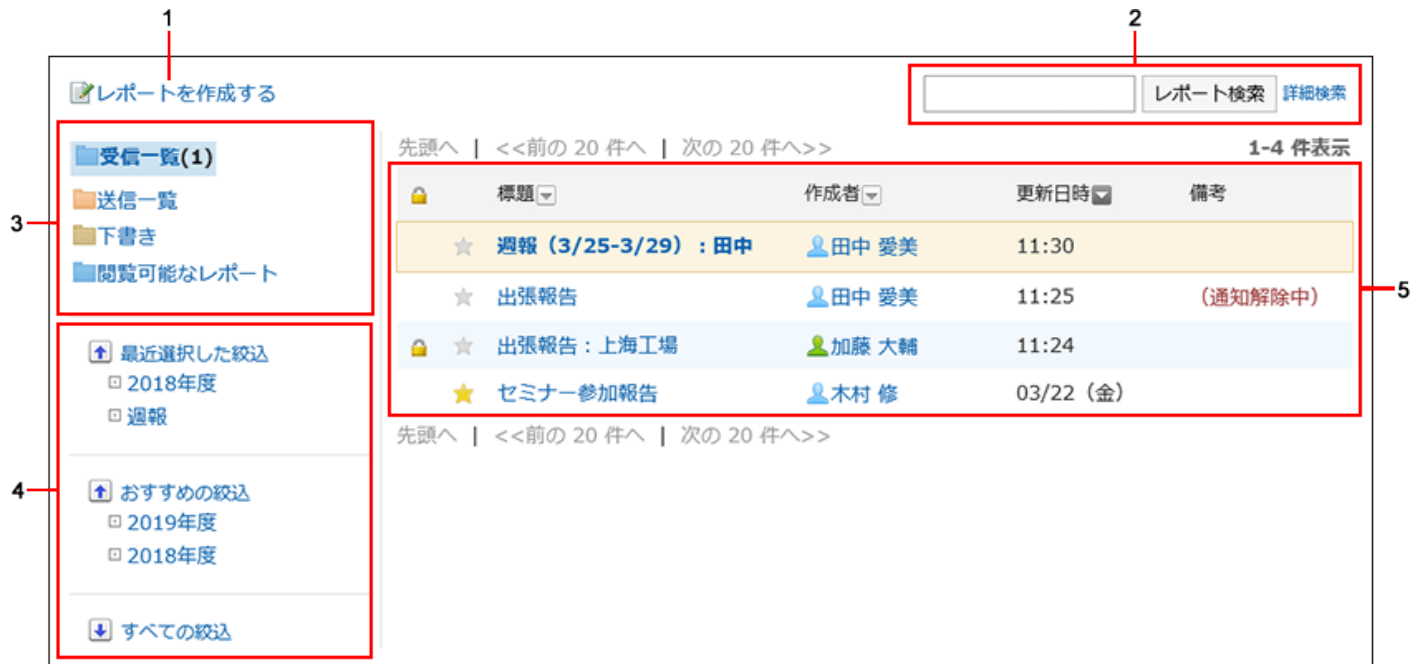 1
2
レポートを作成する
レポート検索 詳細検索
3
受信一覧(1)
送信一覧
下書き
閲覧可能なレポート
4
最近選択した絞込
2018年度
週報
おすすめの絞込
2019年度
2018年度
すべての絞込
先頭へ | <<前の 20 件へ | 次の 20 件へ>>
1-4 件表示
標題 作成者 更新日時 備考
週報（3/25-3/29）：田中 田中 愛美 11:30
出張報告 田中 愛美 11:25 （通知解除中）
出張報告：上海工場 加藤 大輔 11:24
セミナー参加報告 木村 修 03/22（金）
5
先頭へ | <<前の 20 件へ | 次の 20 件へ>>